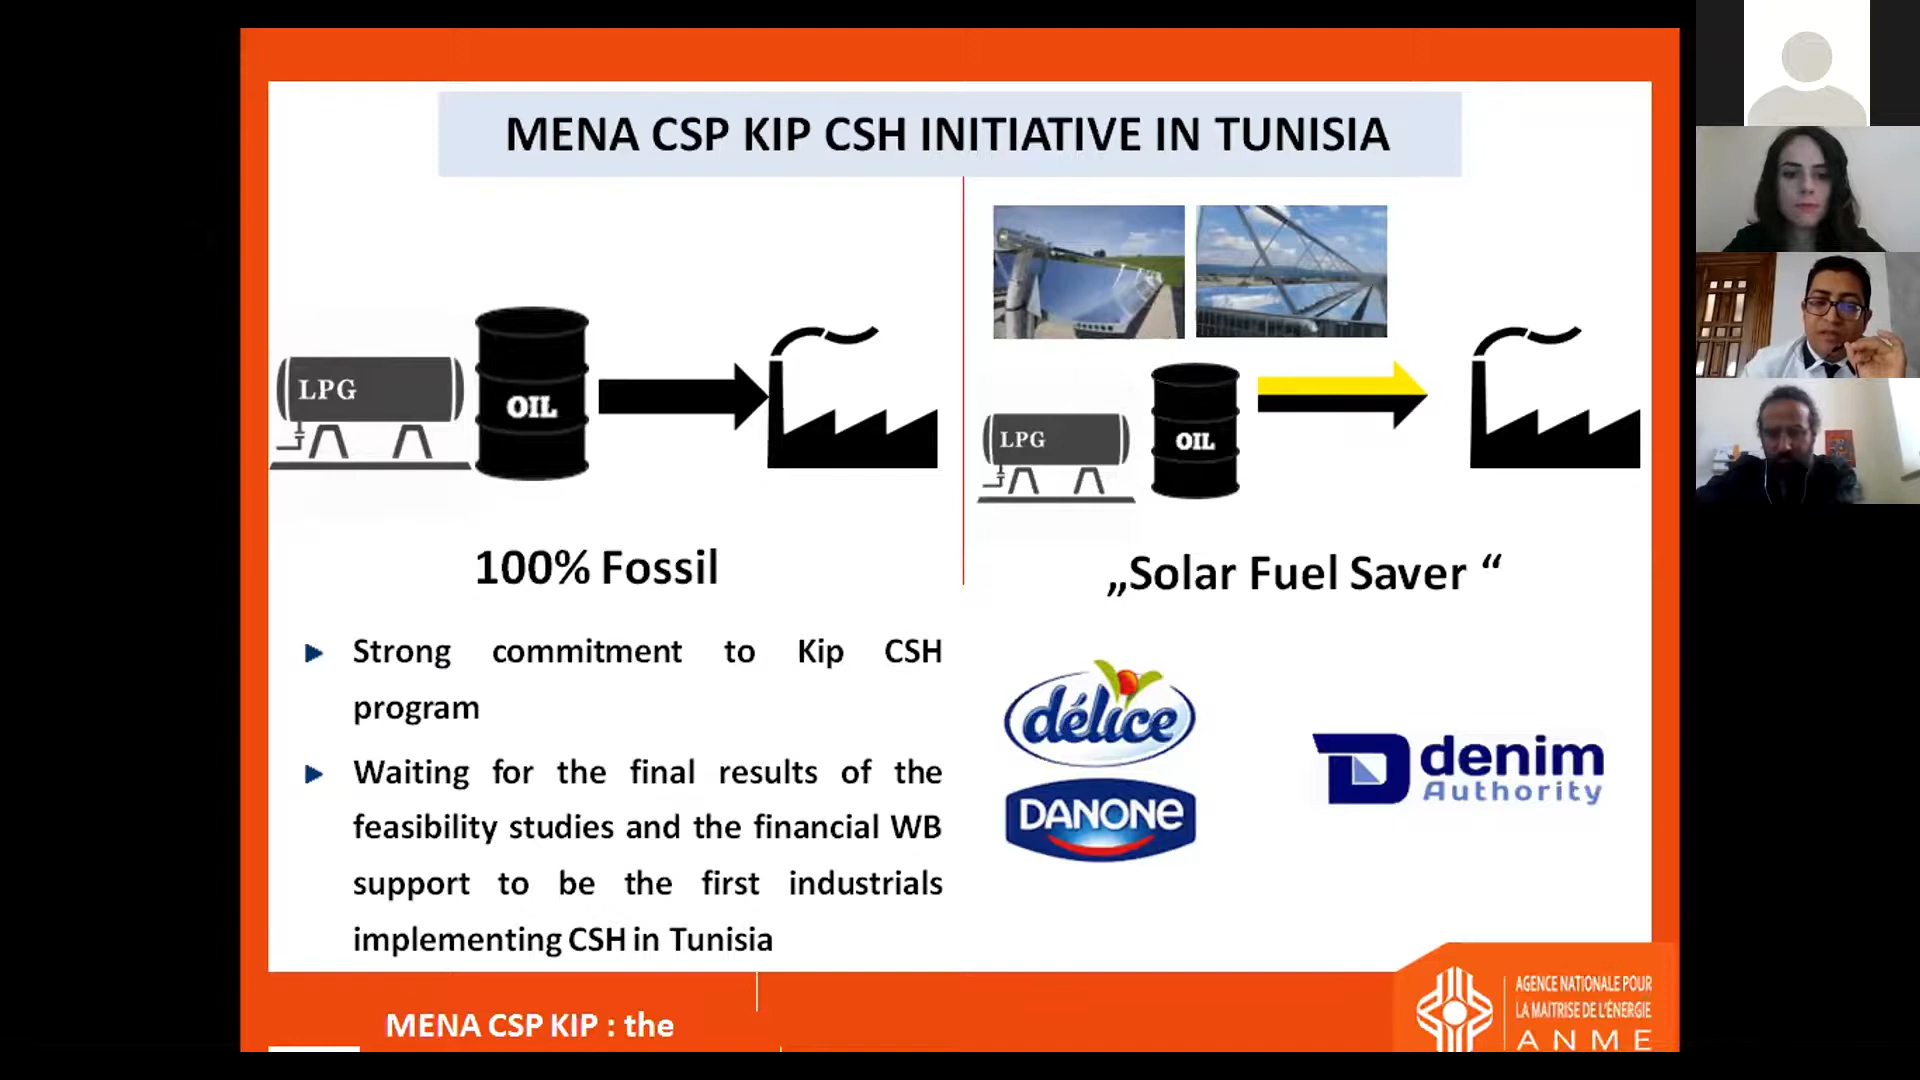 MENA CSP KIP CSH INITIATIVE IN TUNISIA
LPG
OIL
100% Fossil
LPG
OIL
„Solar Fuel Saver “
Strong commitment to Kip CSH
program
Waiting for the final results of the
feasibility studies and the financial WB
support to be the first industrials
implementing CSH in Tunisia
délice
DANONE
denim
Authority
MENA CSP KIP : the
AGENCE NATIONALE POUR
LA MAITRISE DE L'ÉNERGIE
ANME